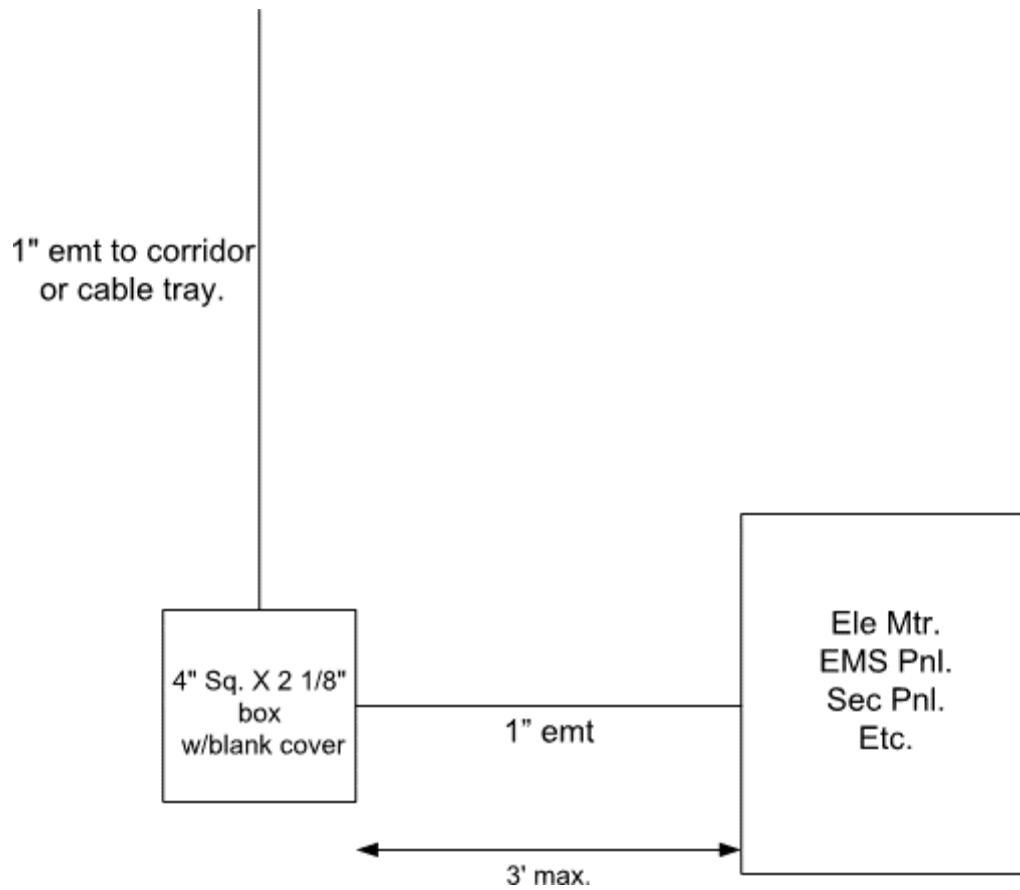 1" emt to corridor
or cable tray.
4" Sq. X 2 1/8"
box
w/blank cover
1” emt
3' max.
Ele Mtr.
EMS Pnl.
Sec Pnl.
Etc.